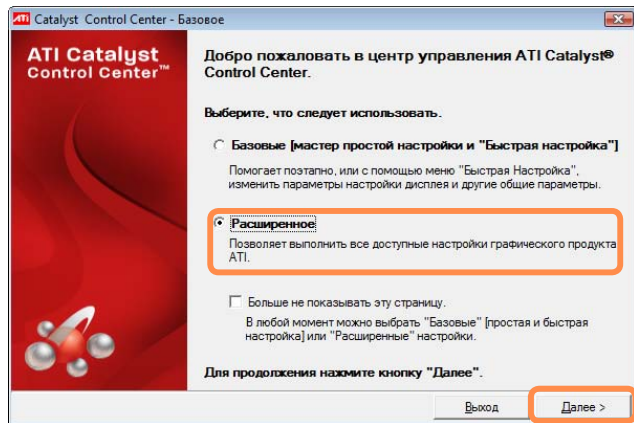 ATI Catalyst Control Center - Базовое
ATI Catalyst
Control Center™
Добро пожаловать в центр управления ATI Catalyst®
Control Center.
Выберите, что следует использовать.
Базовые [мастер простой настройки и "Быстрая настройка"]
Помогает поэтапно, или с помощью меню "Быстрая Настройка",
изменить параметры настройки дисплея и другие общие параметры.
Расширенное
Позволяет выполнить все доступные настройки графического продукта
ATI.
Больше не показывать эту страницу.
В любой момент можно выбрать "Базовые" [простая и быстрая
настройка] или "Расширенные" настройки.
Для продолжения нажмите кнопку "Далее".
Выход
Далее >